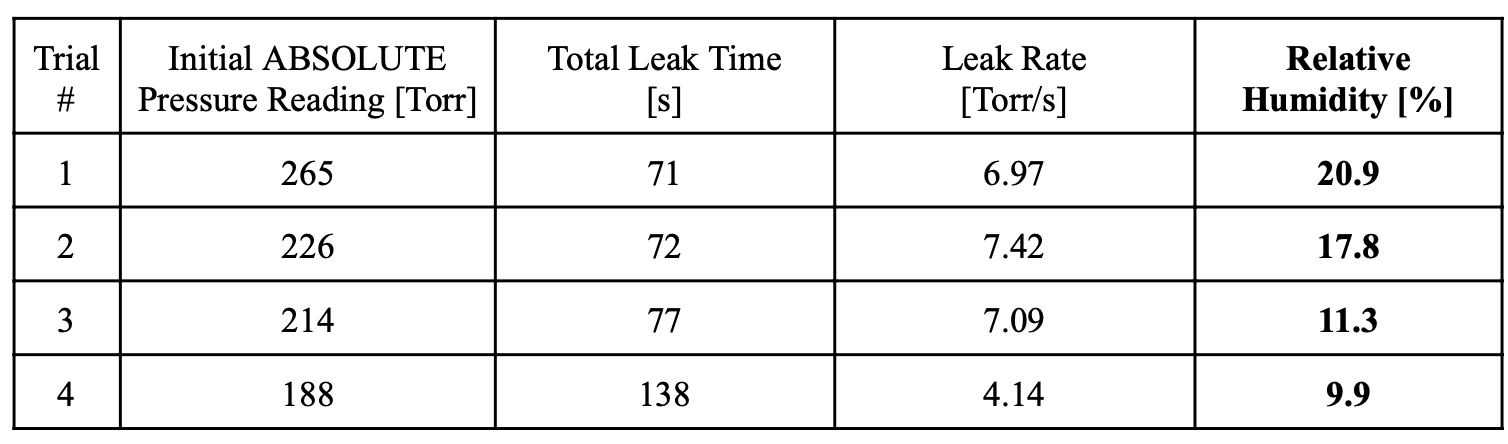 Trial # Initial ABSOLUTE Pressure Reading [Torr] Total Leak Time [s] Leak Rate [Torr/s] Relative Humidity [%]
1 265 71 6.97 20.9
2 226 72 7.42 17.8
3 214 77 7.09 11.3
4 188 138 4.14 9.9